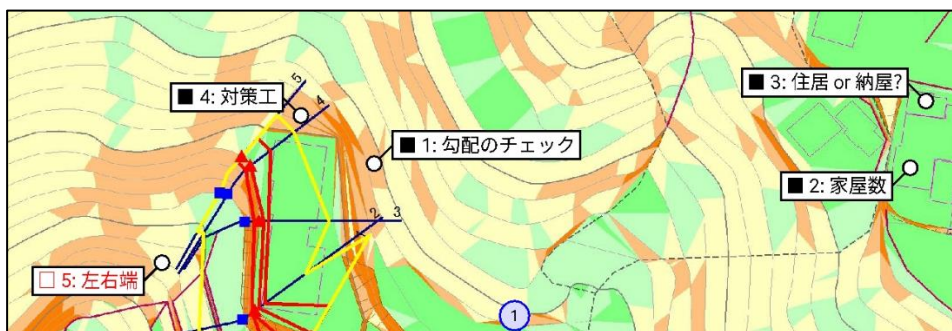 5
4
■ 4: 対策工
■ 3: 住居 or 納屋?
■ 1: 勾配のチェック
■ 2: 家屋数
2
3
□ 5: 左右端
1